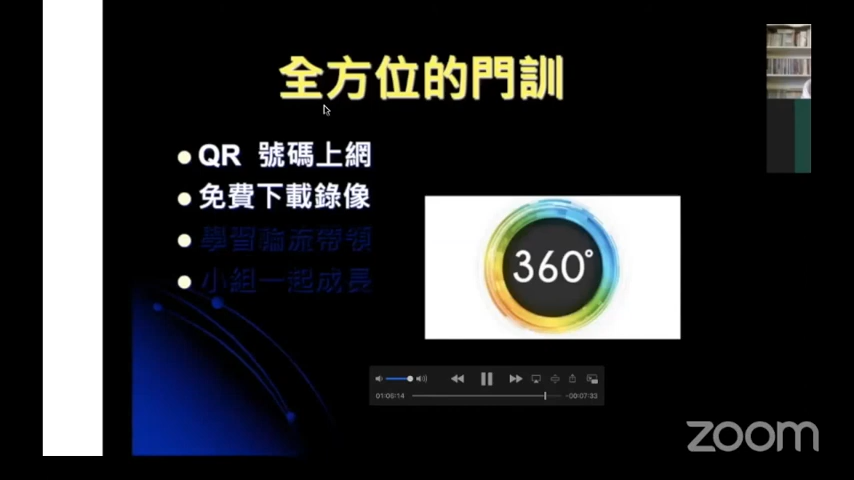 全方位的門訓
QR 號碼上網
免費下載錄像
學習輪流帶領
小組一起成長
360°
01:00:14
-00:07:33
zoom